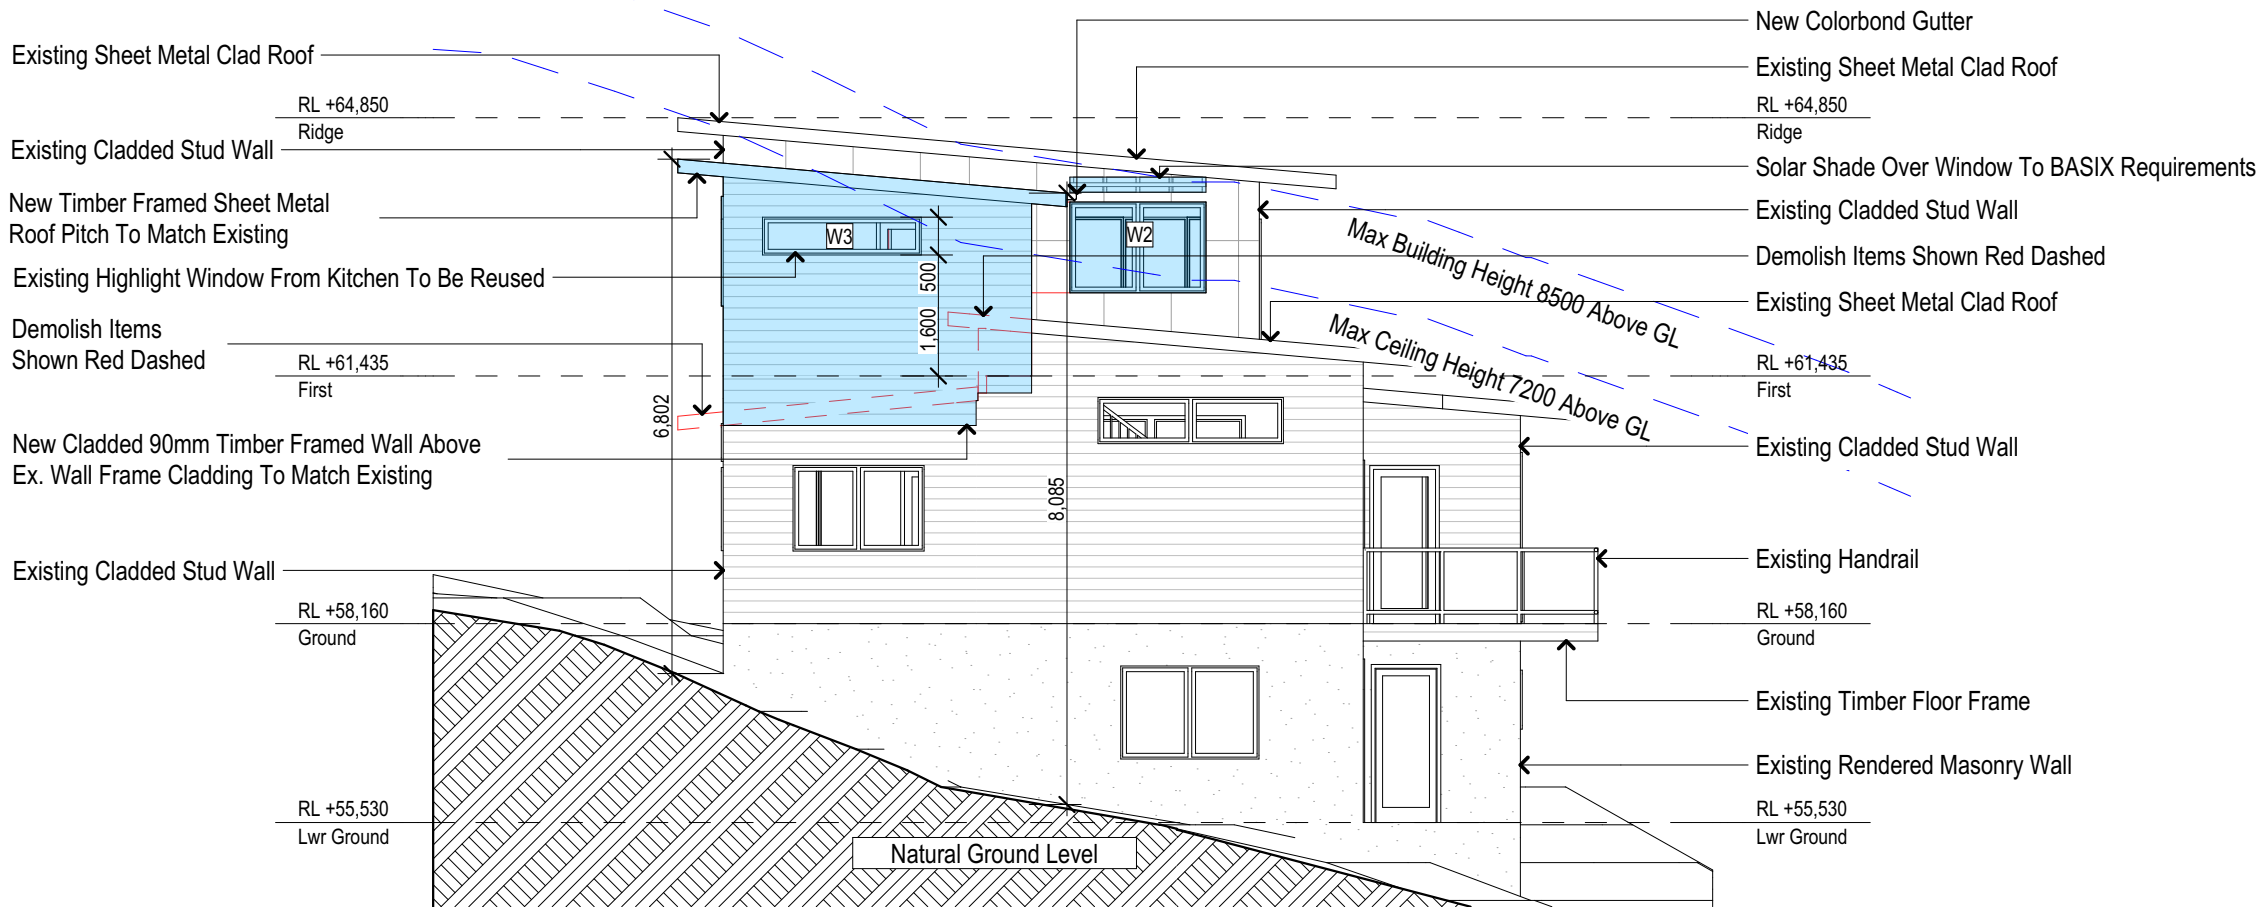 Existing Sheet Metal Clad Roof
RL +64,850
Ridge
Existing Cladded Stud Wall
New Timber Framed Sheet Metal
Roof Pitch To Match Existing
Existing Highlight Window From Kitchen To Be Reused
Demolish Items
Shown Red Dashed
RL +61,435
First
New Cladded 90mm Timber Framed Wall Above
Ex. Wall Frame Cladding To Match Existing
Existing Cladded Stud Wall
RL +58,160
Ground
RL +55,530
Lwr Ground
W3
W2
500
1,600
6,802
8,085
Max Building Height 8500 Above GL
Max Ceiling Height 7200 Above GL
Natural Ground Level
New Colorbond Gutter
Existing Sheet Metal Clad Roof
RL +64,850
Ridge
Solar Shade Over Window To BASIX Requirements
Existing Cladded Stud Wall
Demolish Items Shown Red Dashed
Existing Sheet Metal Clad Roof
RL +61,435
First
Existing Cladded Stud Wall
Existing Handrail
RL +58,160
Ground
Existing Timber Floor Frame
Existing Rendered Masonry Wall
RL +55,530
Lwr Ground